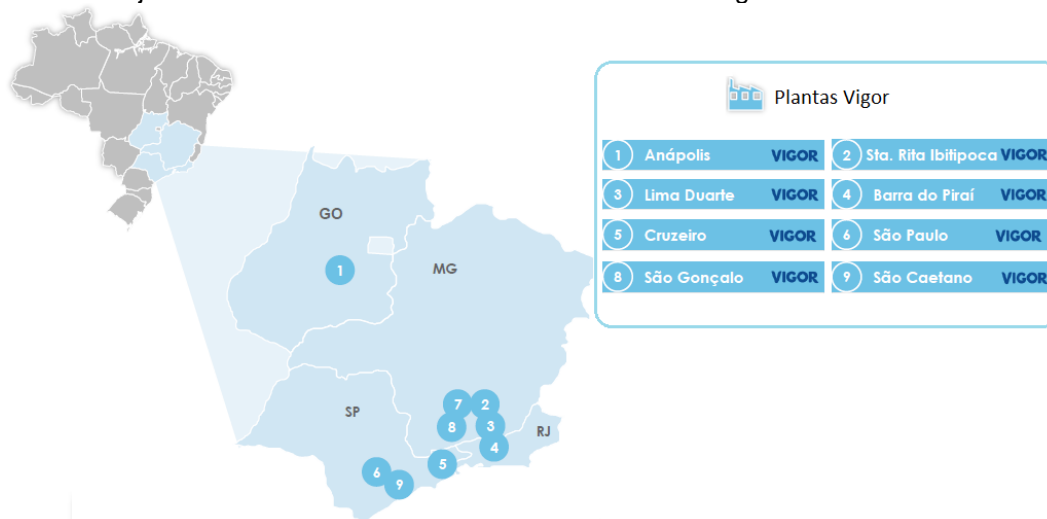 Plantas Vigor
1 Anápolis VIGOR 2 Sta. Rita Ibitipoca VIGOR
3 Lima Duarte VIGOR 4 Barra do Piraí VIGOR
5 Cruzeiro VIGOR 6 São Paulo VIGOR
8 São Gonçalo VIGOR 9 São Caetano VIGOR
GO
1
MG
SP
7 2
8 3
RJ
4
5
6
9